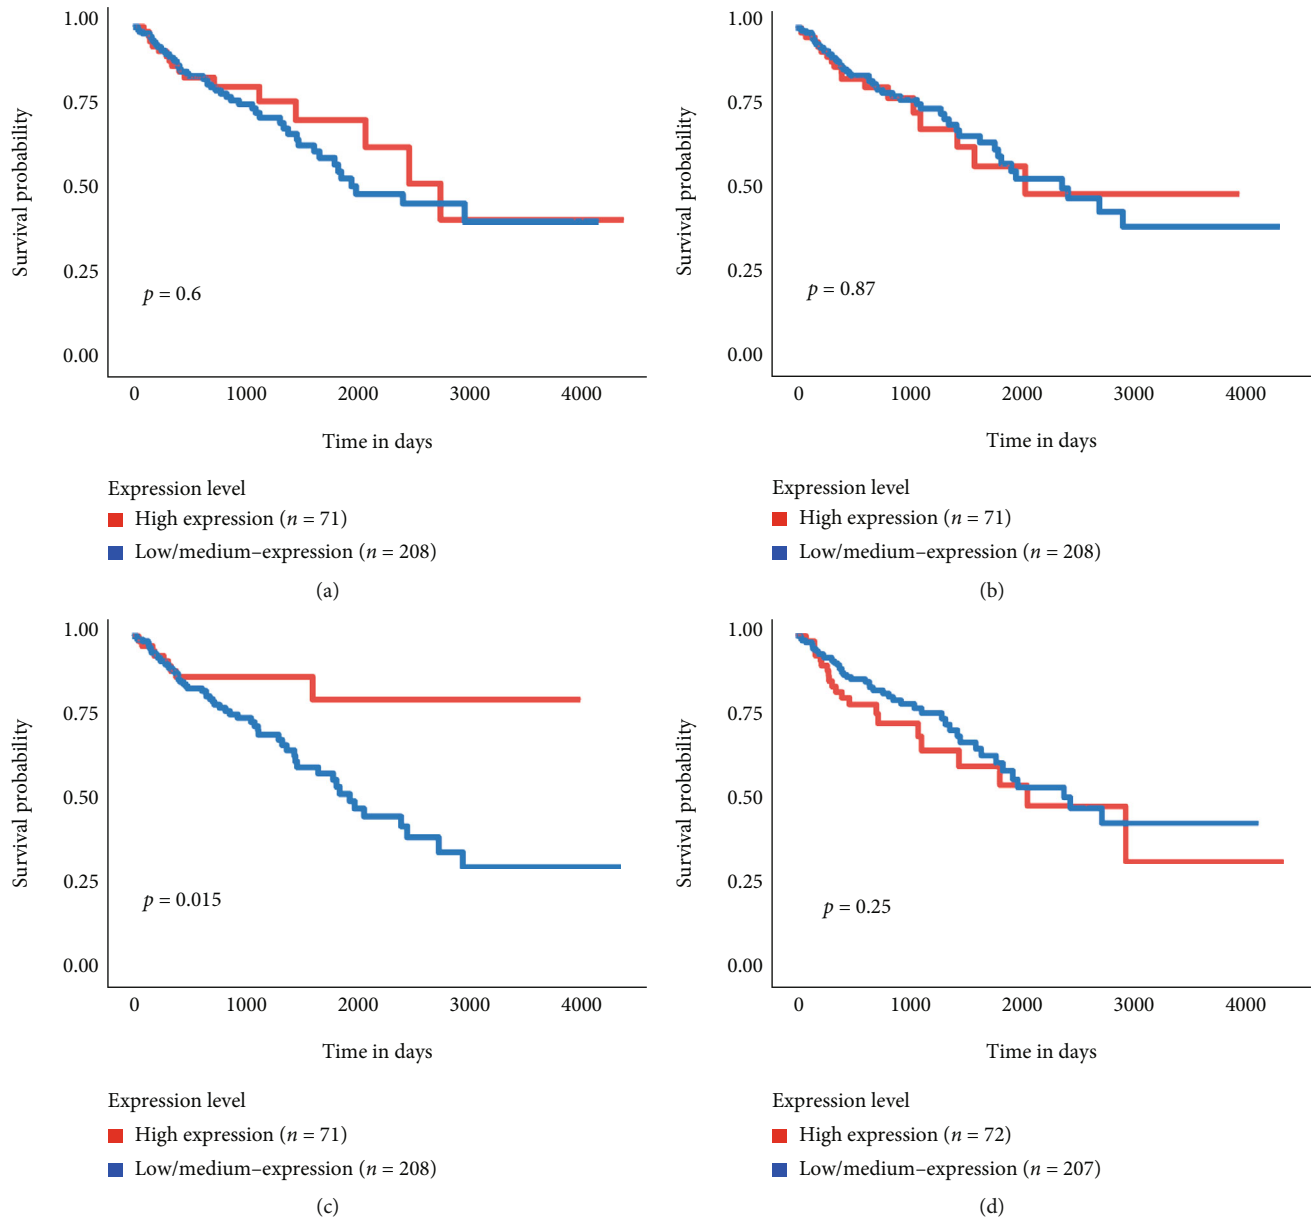 1.00
0.75
0.50
0.25
0.00
Survival probability
p = 0.6
0 1000 2000 3000 4000
Time in days
Expression level
High expression (n = 71)
Low/medium–expression (n = 208)
(a)
1.00
0.75
0.50
0.25
0.00
Survival probability
p = 0.87
0 1000 2000 3000 4000
Time in days
Expression level
High expression (n = 71)
Low/medium–expression (n = 208)
(b)
1.00
0.75
0.50
0.25
0.00
Survival probability
p = 0.015
0 1000 2000 3000 4000
Time in days
Expression level
High expression (n = 71)
Low/medium–expression (n = 208)
(c)
1.00
0.75
0.50
0.25
0.00
Survival probability
p = 0.25
0 1000 2000 3000 4000
Time in days
Expression level
High expression (n = 72)
Low/medium–expression (n = 207)
(d)